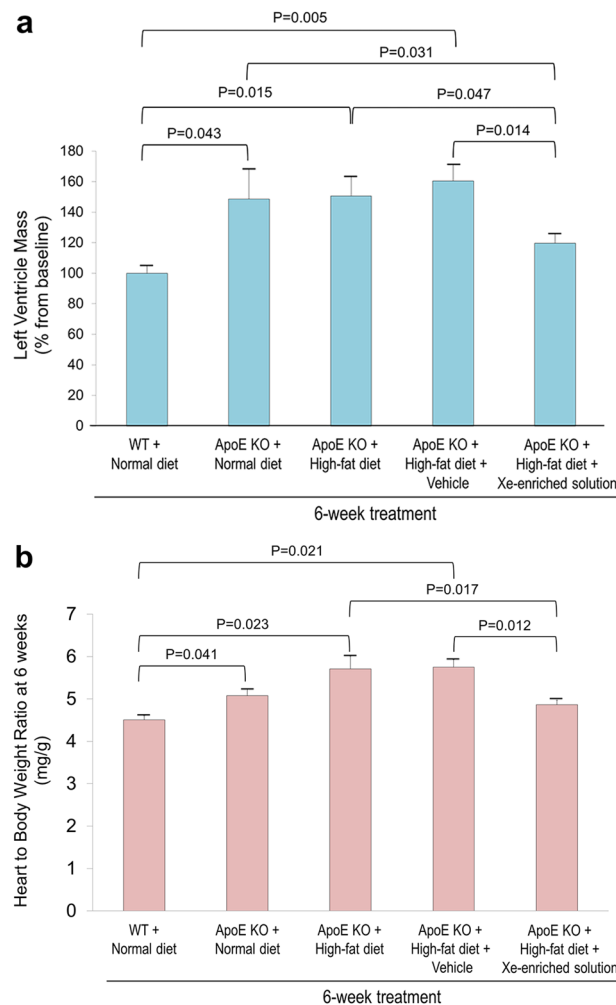 a
P=0.005
P=0.031
P=0.015
P=0.047
P=0.043
P=0.014
Left Ventricle Mass
(% from baseline)
180
160
140
120
100
80
60
40
20
0
WT +
Normal diet
ApoE KO +
Normal diet
ApoE KO +
High-fat diet
ApoE KO +
High-fat diet +
Vehicle
ApoE KO +
High-fat diet +
Xe-enriched solution
6-week treatment
b
P=0.021
P=0.017
P=0.023
P=0.012
P=0.041
Heart to Body Weight Ratio at 6 weeks
(mg/g)
7
6
5
4
3
2
1
0
WT +
Normal diet
ApoE KO +
Normal diet
ApoE KO +
High-fat diet
ApoE KO +
High-fat diet +
Vehicle
ApoE KO +
High-fat diet +
Xe-enriched solution
6-week treatment